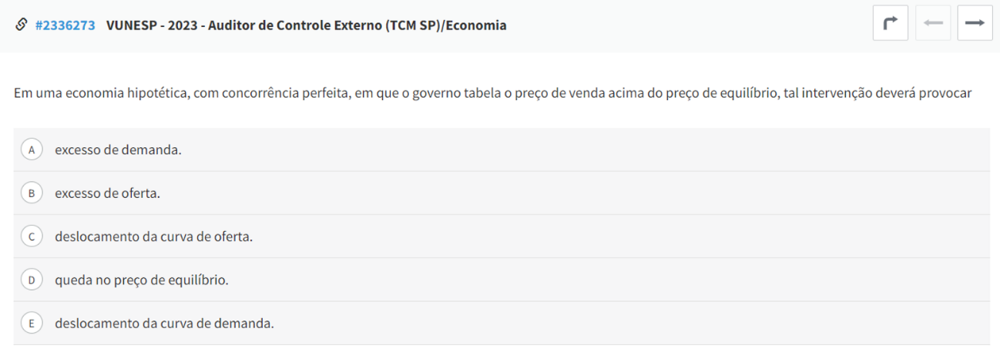 #2336273 VUNESP - 2023 - Auditor de Controle Externo (TCM SP)/Economia
Em uma economia hipotética, com concorrência perfeita, em que o governo tabela o preço de venda acima do preço de equilíbrio, tal intervenção deverá provocar
A excesso de demanda.
B excesso de oferta.
C deslocamento da curva de oferta.
D queda no preço de equilíbrio.
E deslocamento da curva de demanda.